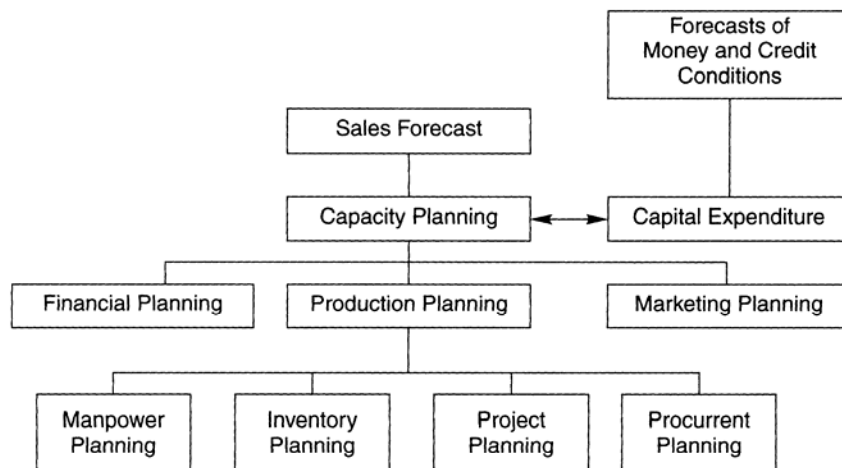 Forecasts of
Money and Credit
Conditions
Sales Forecast
Capacity Planning
Capital Expenditure
Financial Planning
Production Planning
Marketing Planning
Manpower
Planning
Inventory
Planning
Project
Planning
Procurrent
Planning